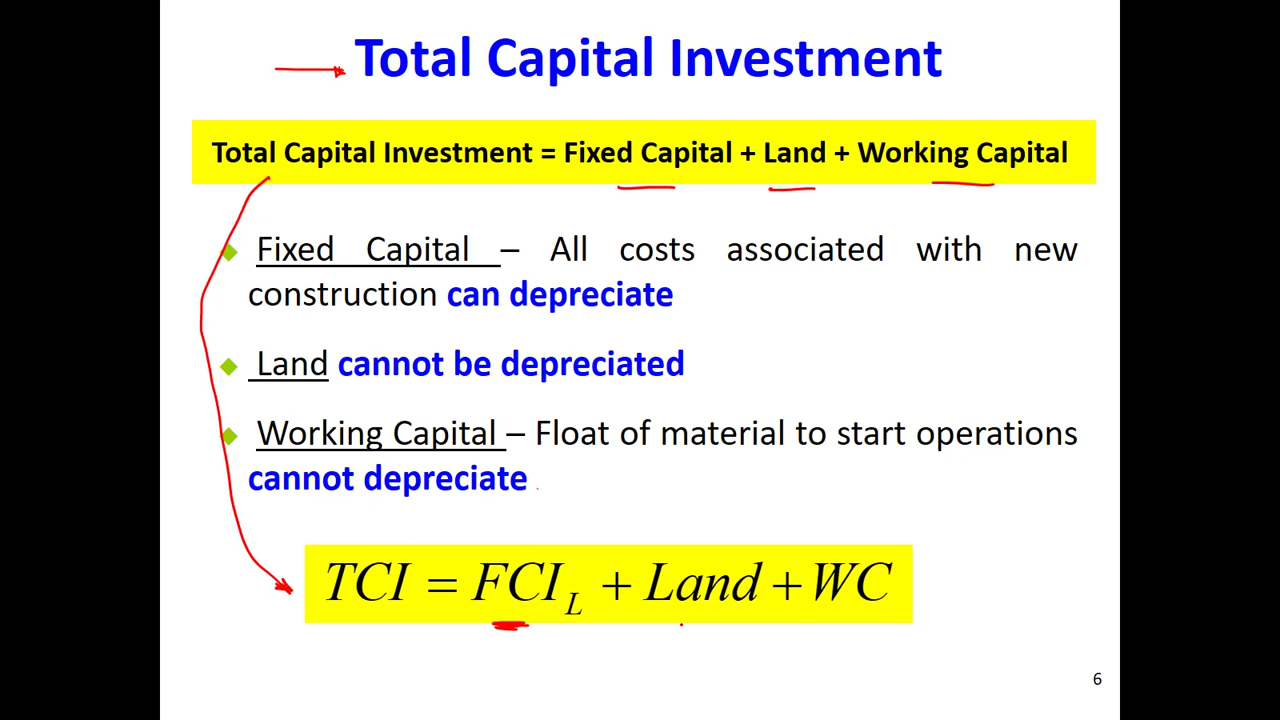 Total Capital Investment
Total Capital Investment = Fixed Capital + Land + Working Capital
Fixed Capital – All costs associated with new
construction can depreciate
Land cannot be depreciated
Working Capital – Float of material to start operations
cannot depreciate
TCI = FCI_L + Land + WC
6